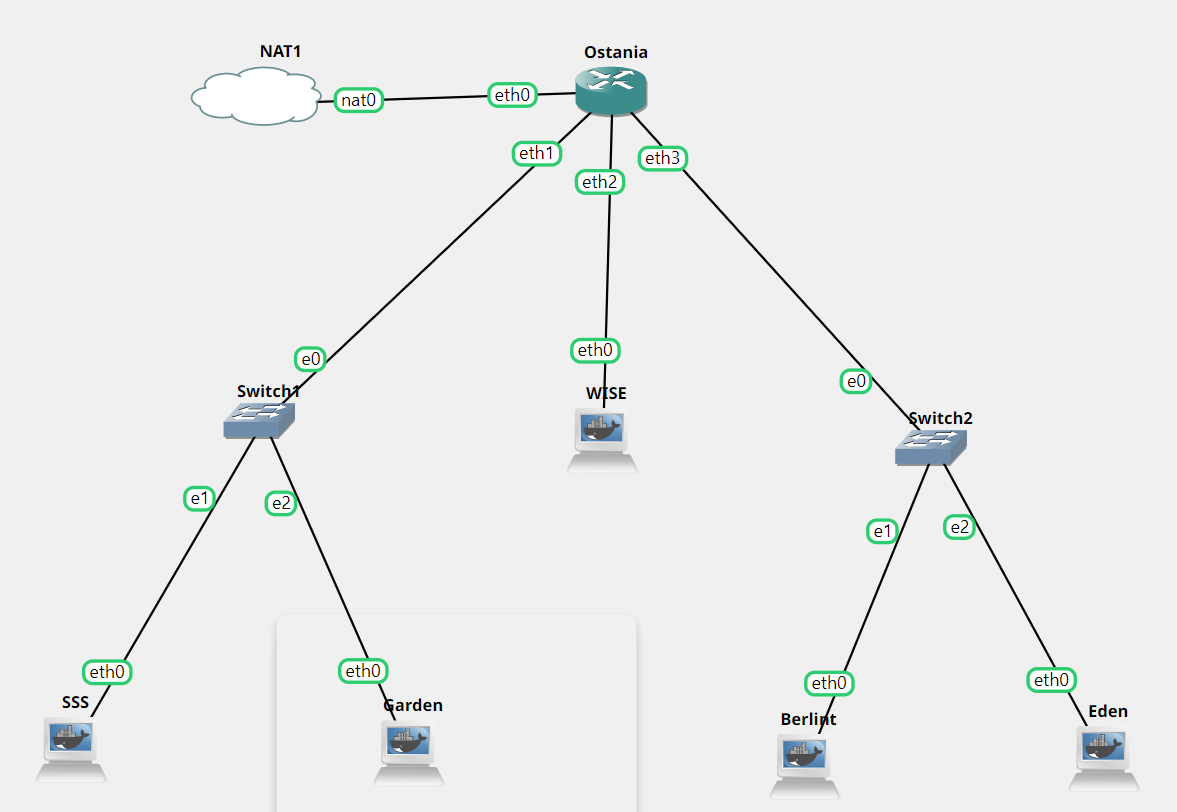 NAT1
Ostania
nat0
eth0
eth1
eth2
eth3
eth0
e0
e0
Switch1
WISE
Switch2
e1
e2
e1
e2
eth0
eth0
eth0
eth0
SSS
Garden
Berlint
Eden